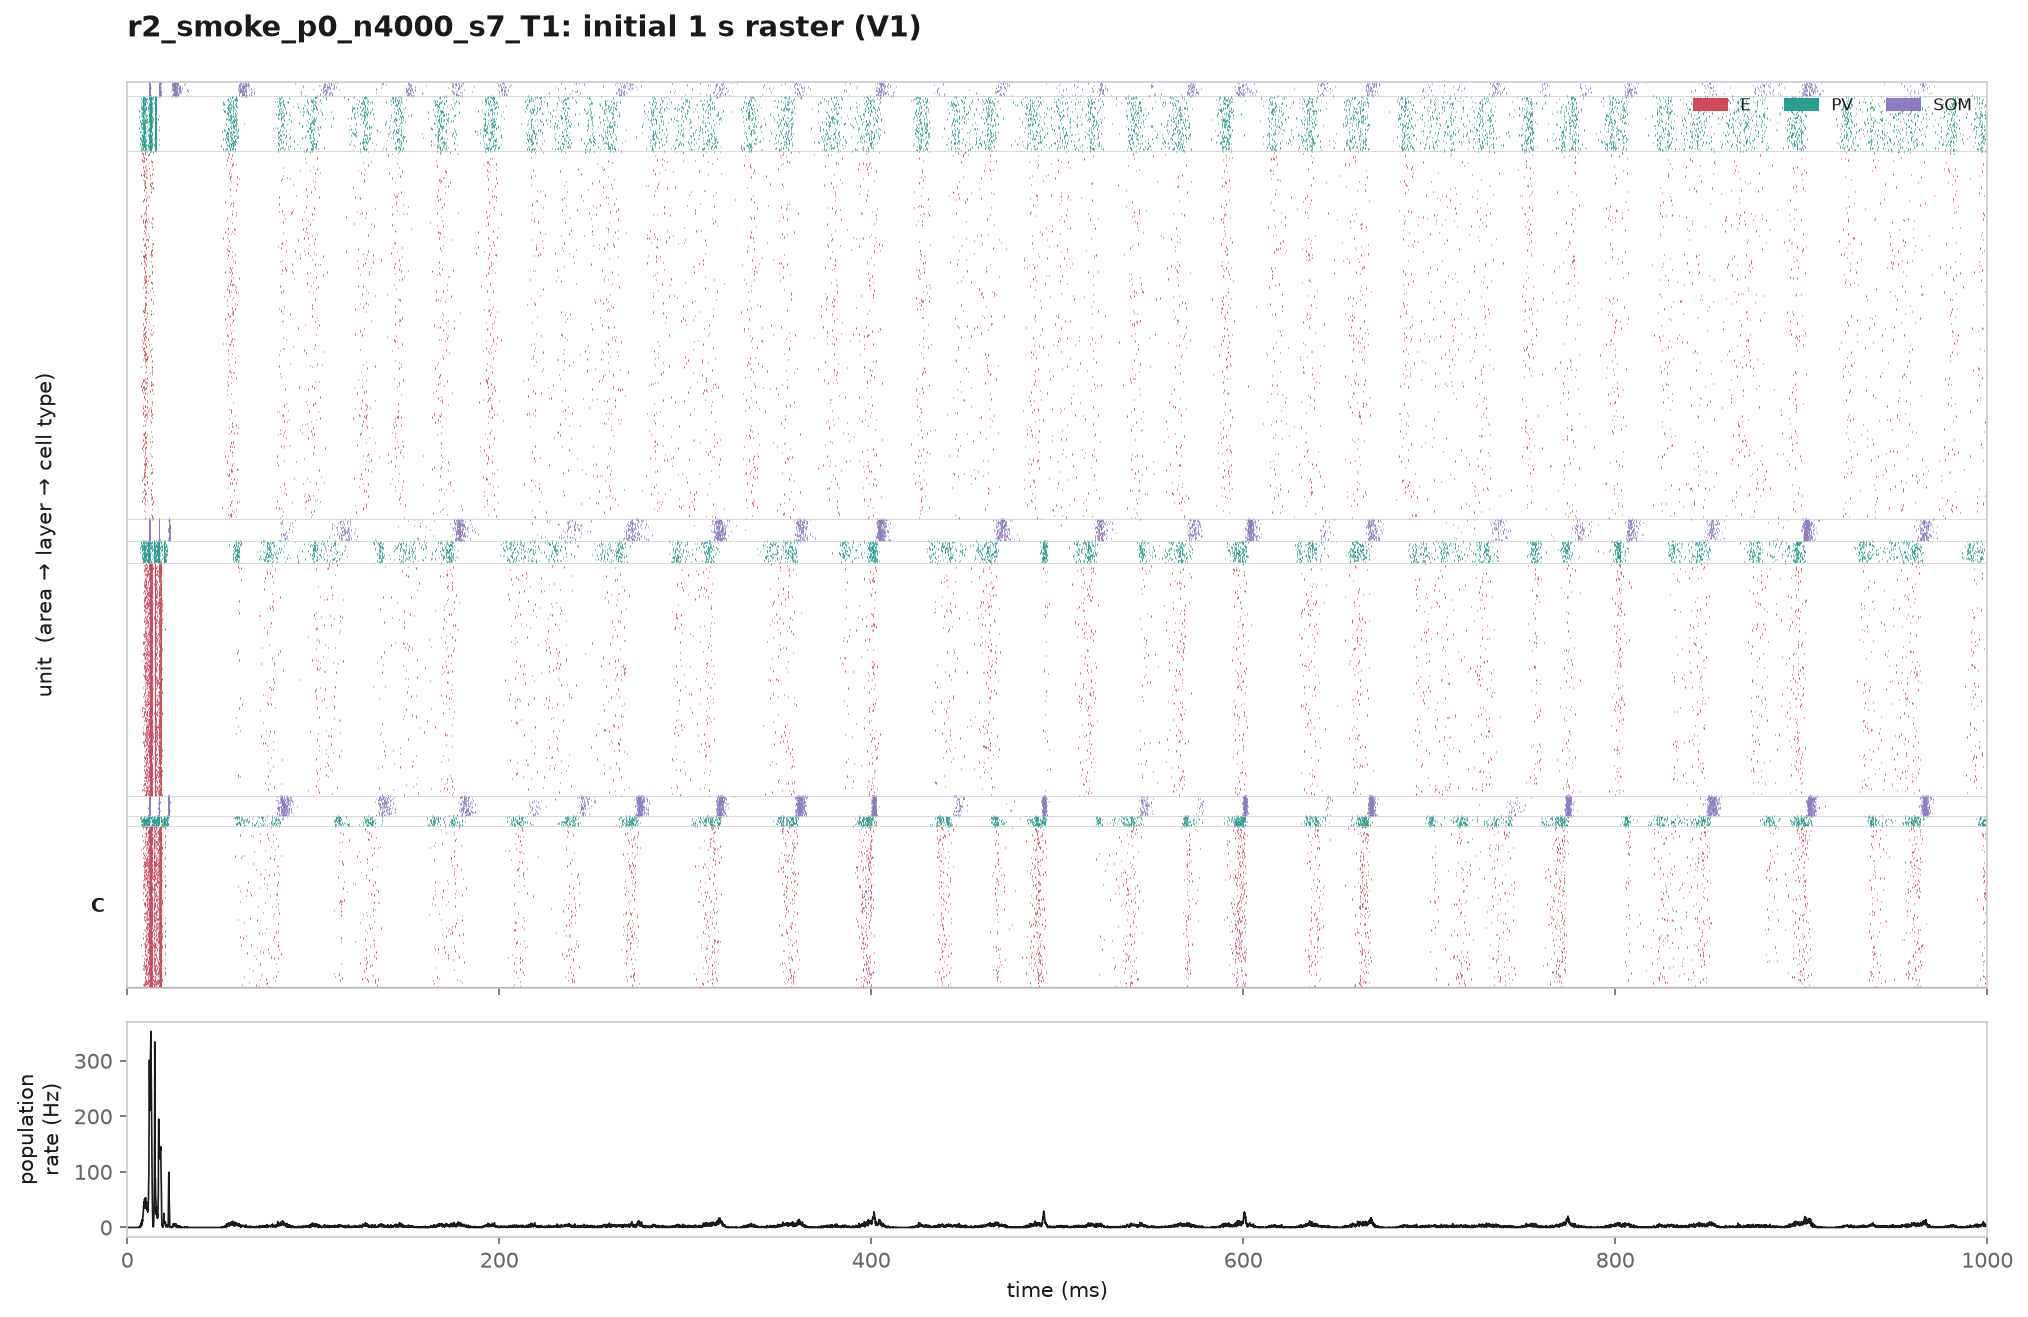 r2_smoke_p0_n4000_s7_T1: initial 1 s raster (V1)
E PV SOM
unit (area → layer → cell type)
C
population
rate (Hz)
300
200
100
0
0 200 400 600 800 1000
time (ms)